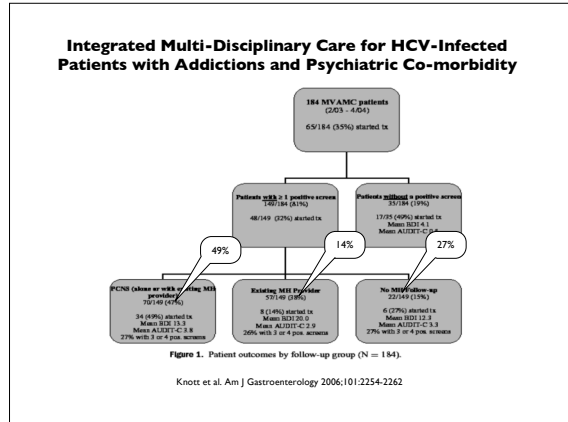 Integrated Multi-Disciplinary Care for HCV-Infected
Patients with Addictions and Psychiatric Co-morbidity
184 MVAMC patients
(2/03 - 4/04)
65/184 (35%) started tx
Patients with ≥ 1 positive screen
149/184 (81%)
48/149 (32%) started tx
Patients without a positive screen
35/184 (19%)
17/35 (49%) started tx
Mean BDI 4.1
Mean AUDIT-C
49%
14%
27%
PCNS (alone or with existing MH
provider)
70/149 (47%)
34 (49%) started tx
Mean BDI 13.3
Mean AUDIT-C 3.8
27% with 3 or 4 pos. screens
Existing MH Provider
57/149 (38%)
8 (14%) started tx
Mean BDI 20.0
Mean AUDIT-C 2.9
26% with 3 or 4 pos. screens
No MH Follow-up
22/149 (15%)
6 (27%) started tx
Mean BDI 12.3
Mean AUDIT-C 3.3
27% with 3 or 4 pos. screens
Figure 1. Patient outcomes by follow-up group (N = 184).
Knott et al. Am J Gastroenterology 2006;101:2254-2262